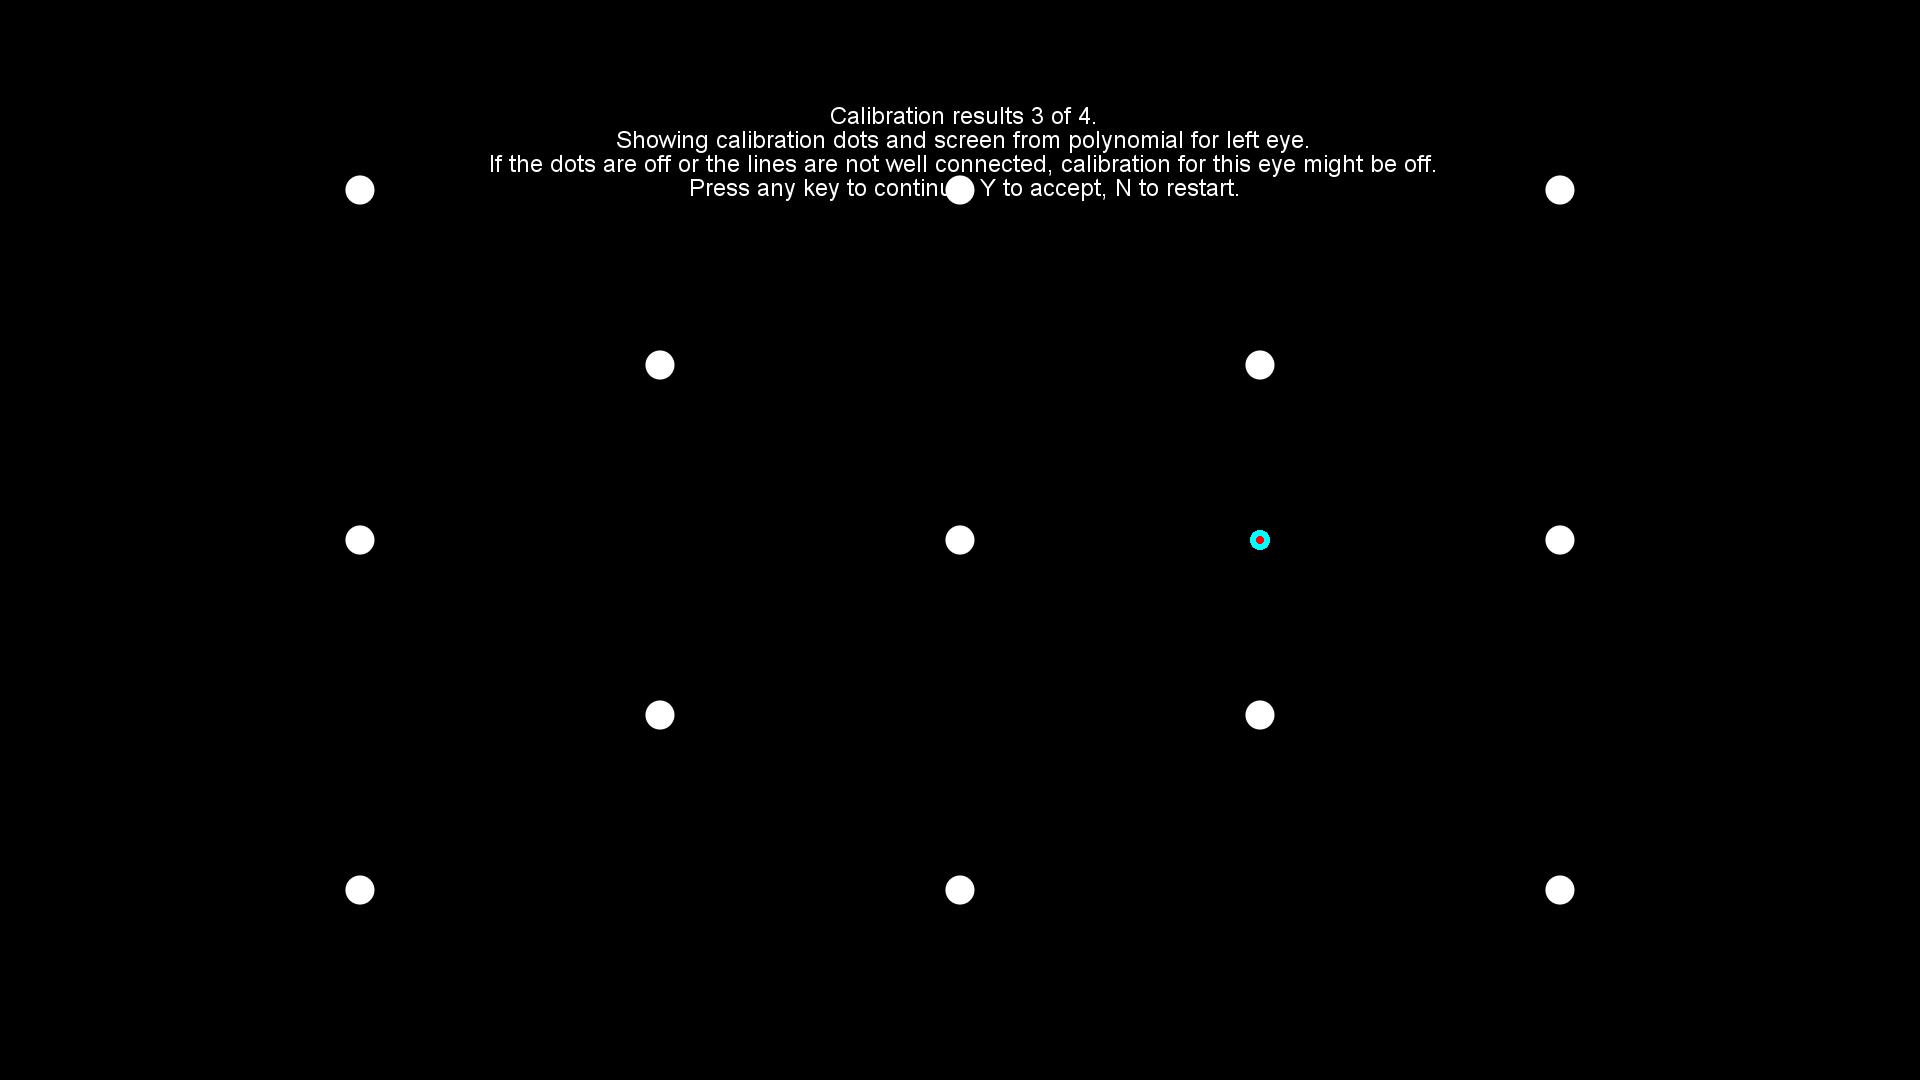 Calibration results 3 of 4.
Showing calibration dots and screen from polynomial for left eye.
If the dots are off or the lines are not well connected, calibration for this eye might be off.
Press any key to continu Y to accept, N to restart.